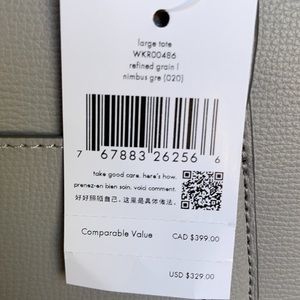 large tote
WKR00486
refined grain l
nimbus gre (020)
7 67883 26256 6
take good care. here's how.
prenez-en bien soin. voici comment.
好好照顾自己。这里是具体做法。
Comparable Value CAD $399.00
USD $329.00